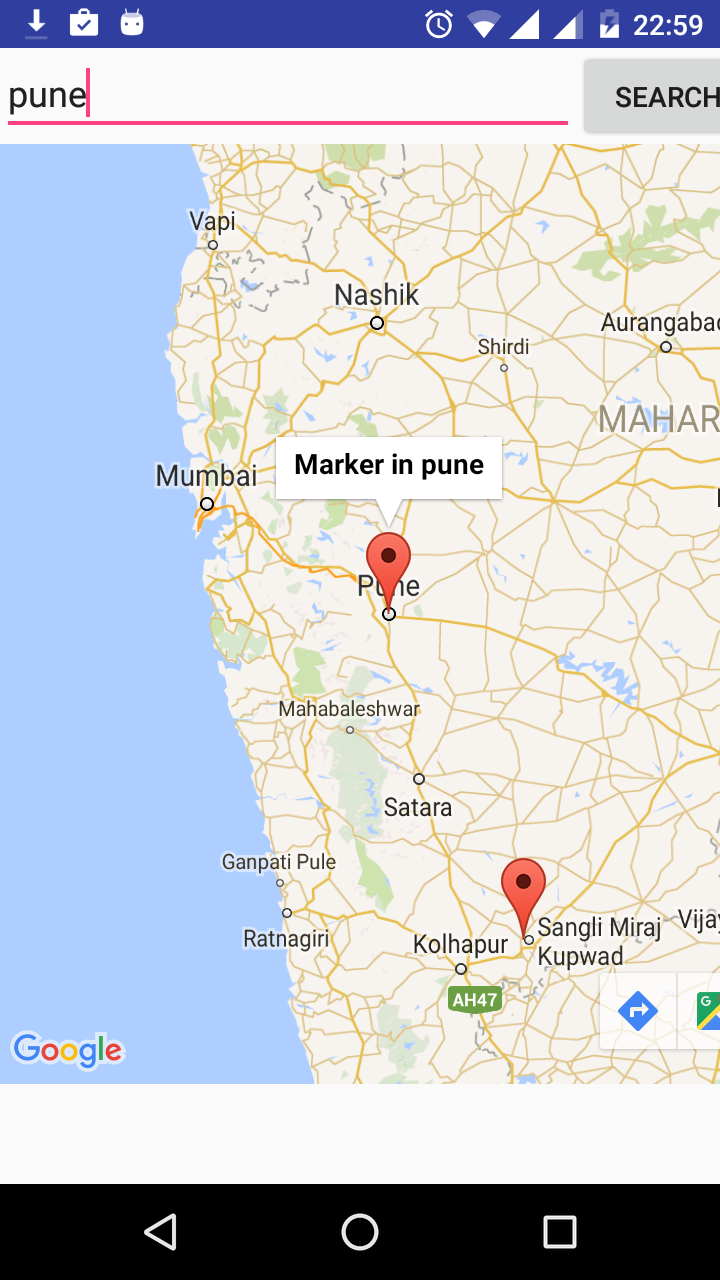 22:59
pune
SEARCH
Vapi
Nashik
Aurangabad
Shirdi
MAHAR
Mumbai
Marker in pune
Pune
Mahabaleshwar
Satara
Ganpati Pule
Ratnagiri
Kolhapur
Sangli Miraj
Kupwad
Vijay
AH47
G
Google